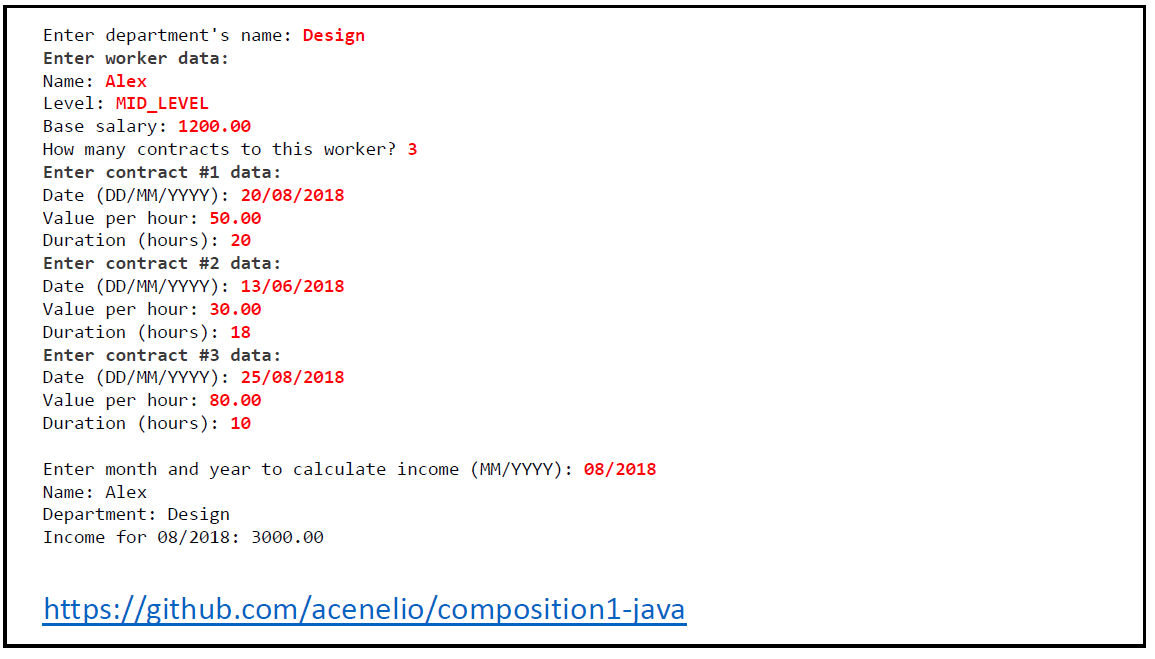 Enter department's name: Design
Enter worker data:
Name: Alex
Level: MID_LEVEL
Base salary: 1200.00
How many contracts to this worker? 3
Enter contract #1 data:
Date (DD/MM/YYYY): 20/08/2018
Value per hour: 50.00
Duration (hours): 20
Enter contract #2 data:
Date (DD/MM/YYYY): 13/06/2018
Value per hour: 30.00
Duration (hours): 18
Enter contract #3 data:
Date (DD/MM/YYYY): 25/08/2018
Value per hour: 80.00
Duration (hours): 10
Enter month and year to calculate income (MM/YYYY): 08/2018
Name: Alex
Department: Design
Income for 08/2018: 3000.00
https://github.com/acenelio/composition1-java